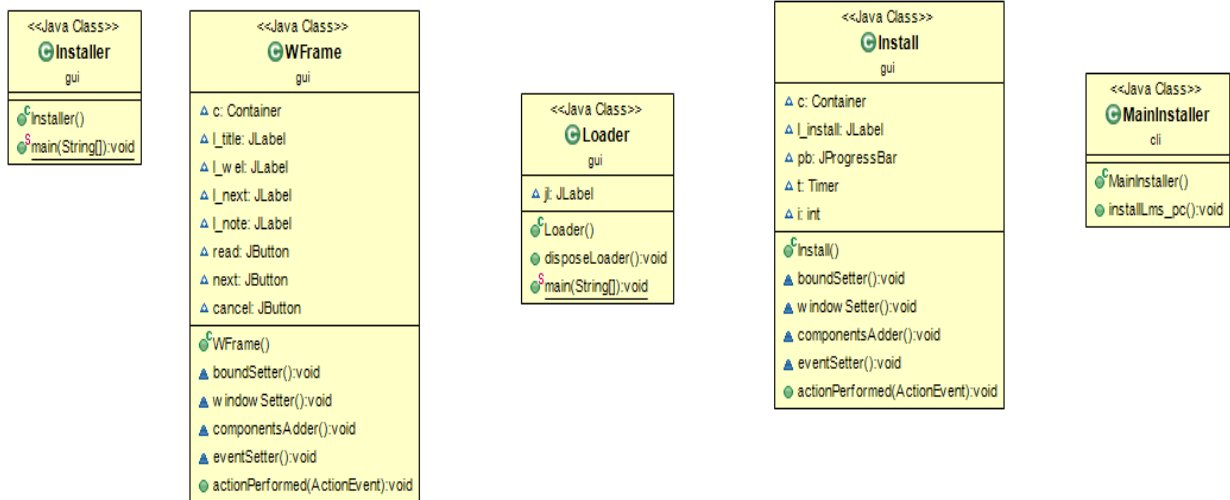 <<Java Class>>
Installer
gui
Installer()
main(String[]):void
<<Java Class>>
WFrame
gui
c: Container
l_title: JLabel
l_wel: JLabel
l_next: JLabel
l_note: JLabel
read: JButton
next: JButton
cancel: JButton
WFrame()
boundSetter():void
windowSetter():void
componentsAdder():void
eventSetter():void
actionPerformed(ActionEvent):void
<<Java Class>>
Loader
gui
jl: JLabel
Loader()
disposeLoader():void
main(String[]):void
<<Java Class>>
Install
gui
c: Container
l_install: JLabel
pb: JProgressBar
t: Timer
i: int
Install()
boundSetter():void
windowSetter():void
componentsAdder():void
eventSetter():void
actionPerformed(ActionEvent):void
<<Java Class>>
MainInstaller
cli
MainInstaller()
installLms_pc():void